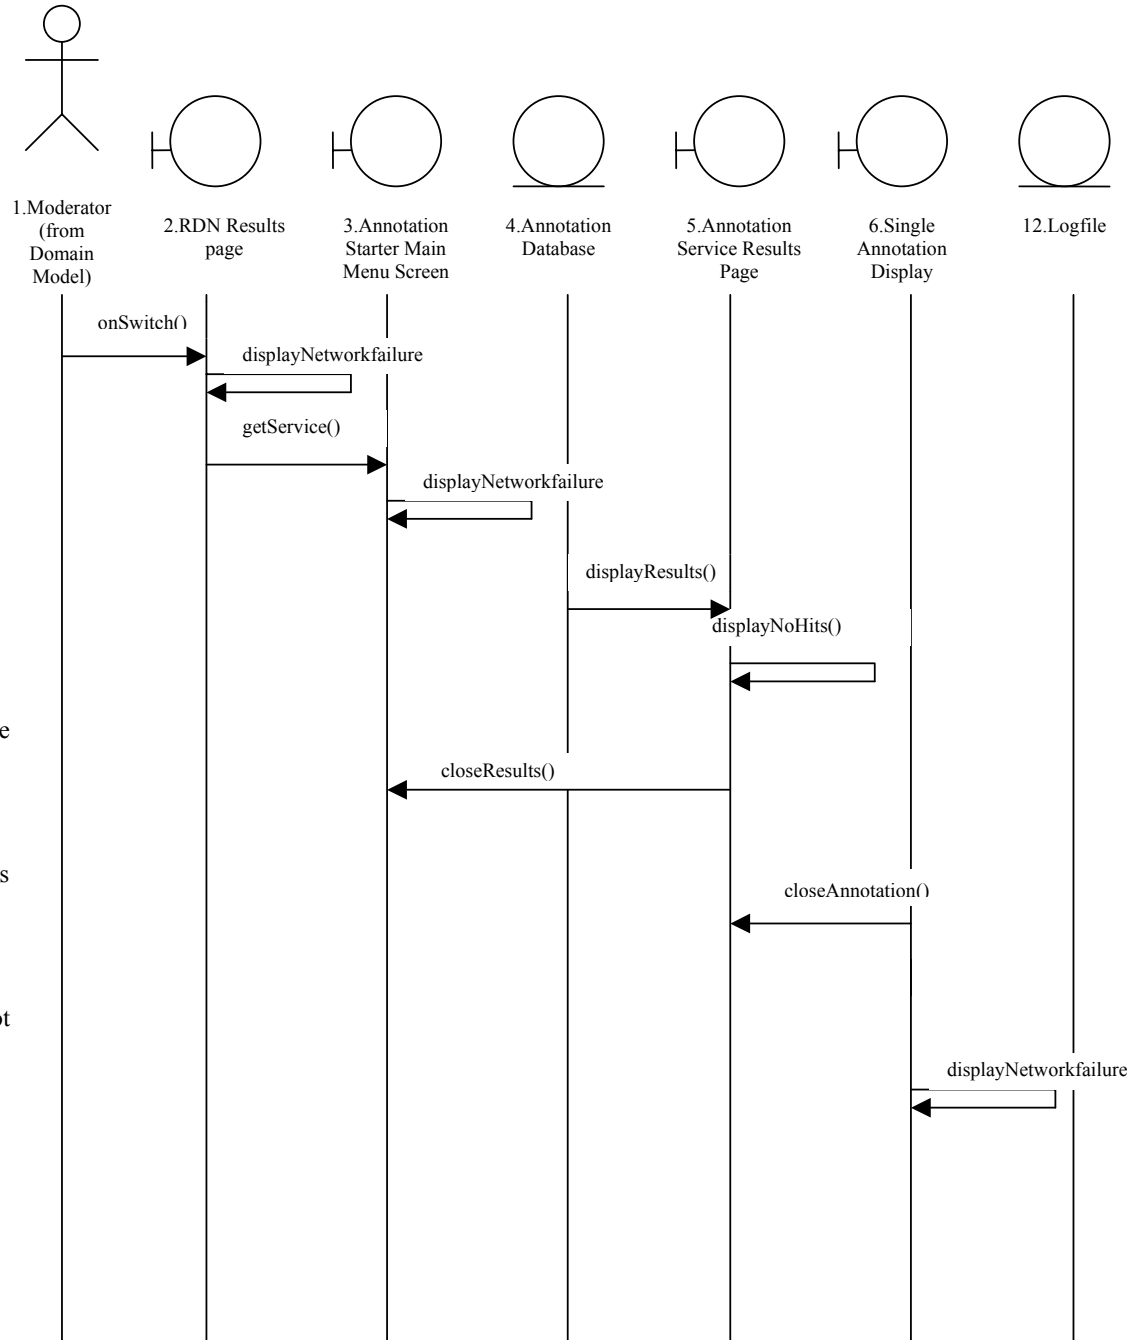 1.Moderator
(from
Domain
Model)
2.RDN Results
page
3.Annotation
Starter Main
Menu Screen
4.Annotation
Database
5.Annotation
Service Results
Page
6.Single
Annotation
Display
12.Logfile
onSwitch()
displayNetworkfailure
getService()
displayNetworkfailure
displayResults()
displayNoHits()
e
closeResults()
s
closeAnnotation()
ot
displayNetworkfailure